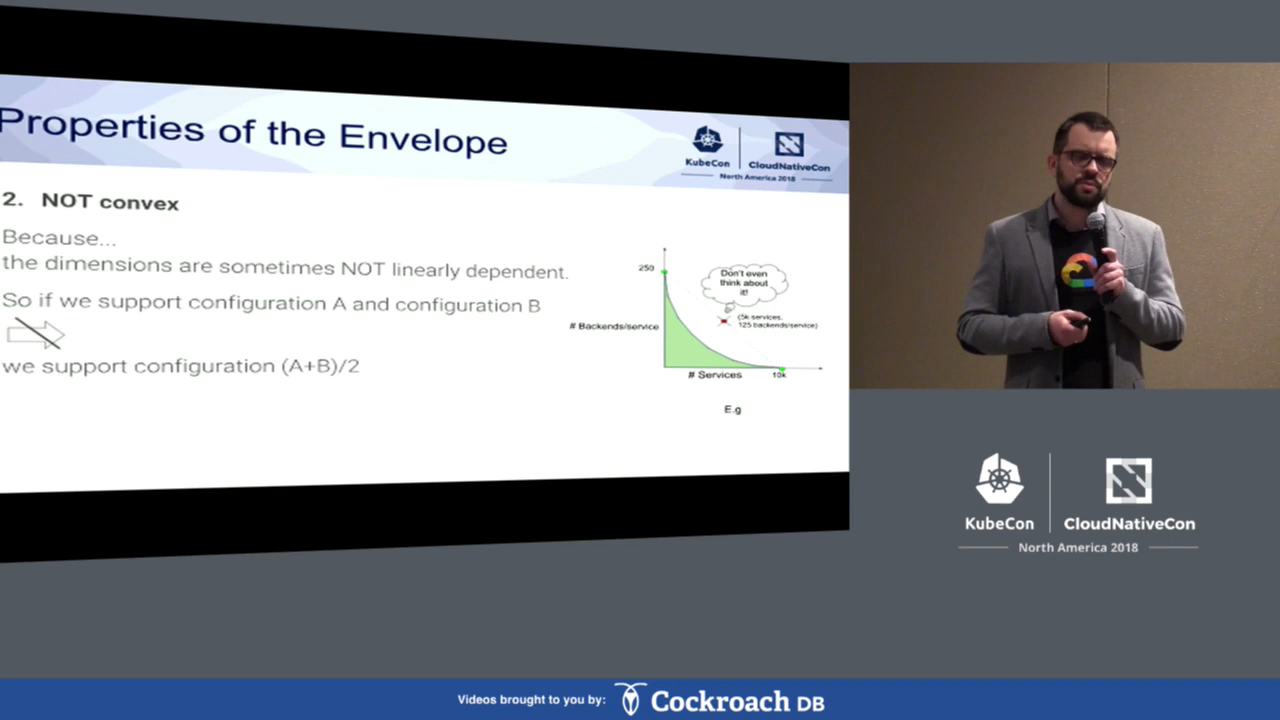 Properties of the Envelope
KubeCon
CloudNativeCon
North America 2018
2. NOT convex
Because...
the dimensions are sometimes NOT linearly dependent.
So if we support configuration A and configuration B
we support configuration (A+B)/2
250
Don't even
think about
it!
(5k services,
125 backends/service)
# Backends/service
# Services
10k
E.g
KubeCon
CloudNativeCon
North America 2018
Videos brought to you by:
Cockroach DB